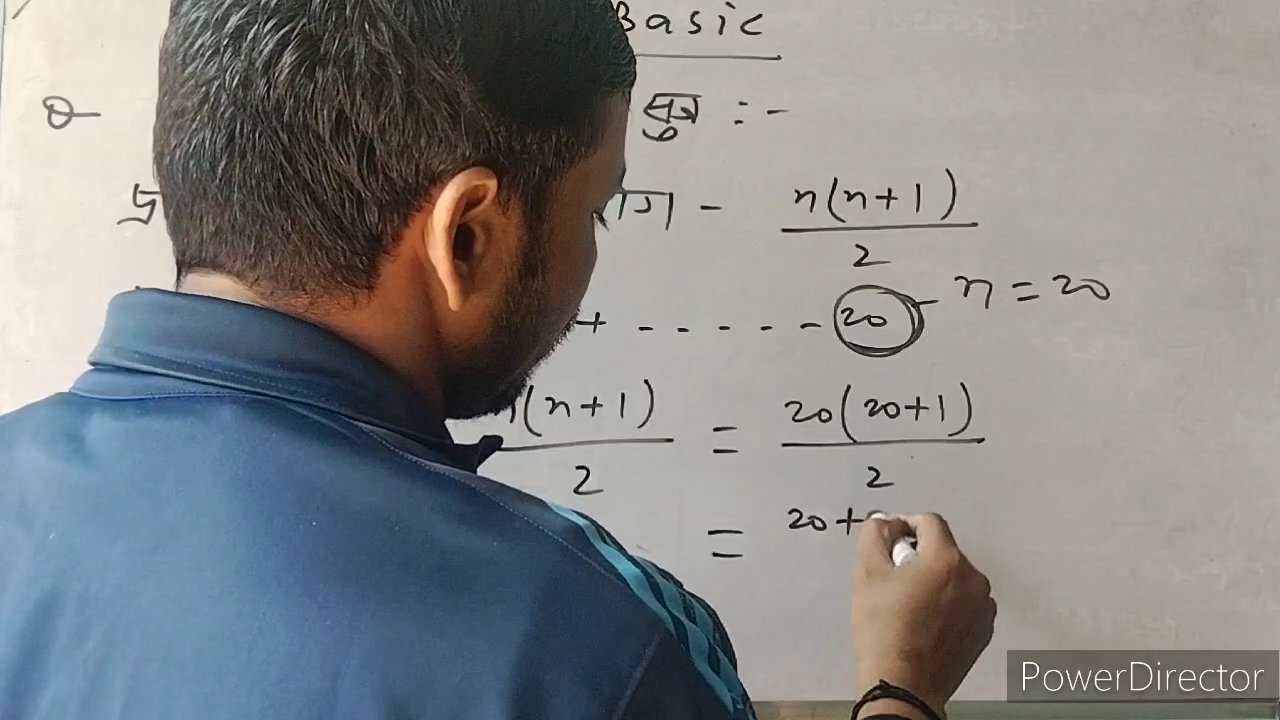 Basic
Q- सूत्र :-
- n(n+1)/2
+ - - - - - 20 - n = 20
n(n+1)/2 = 20(20+1)/2
= 20+
PowerDirector